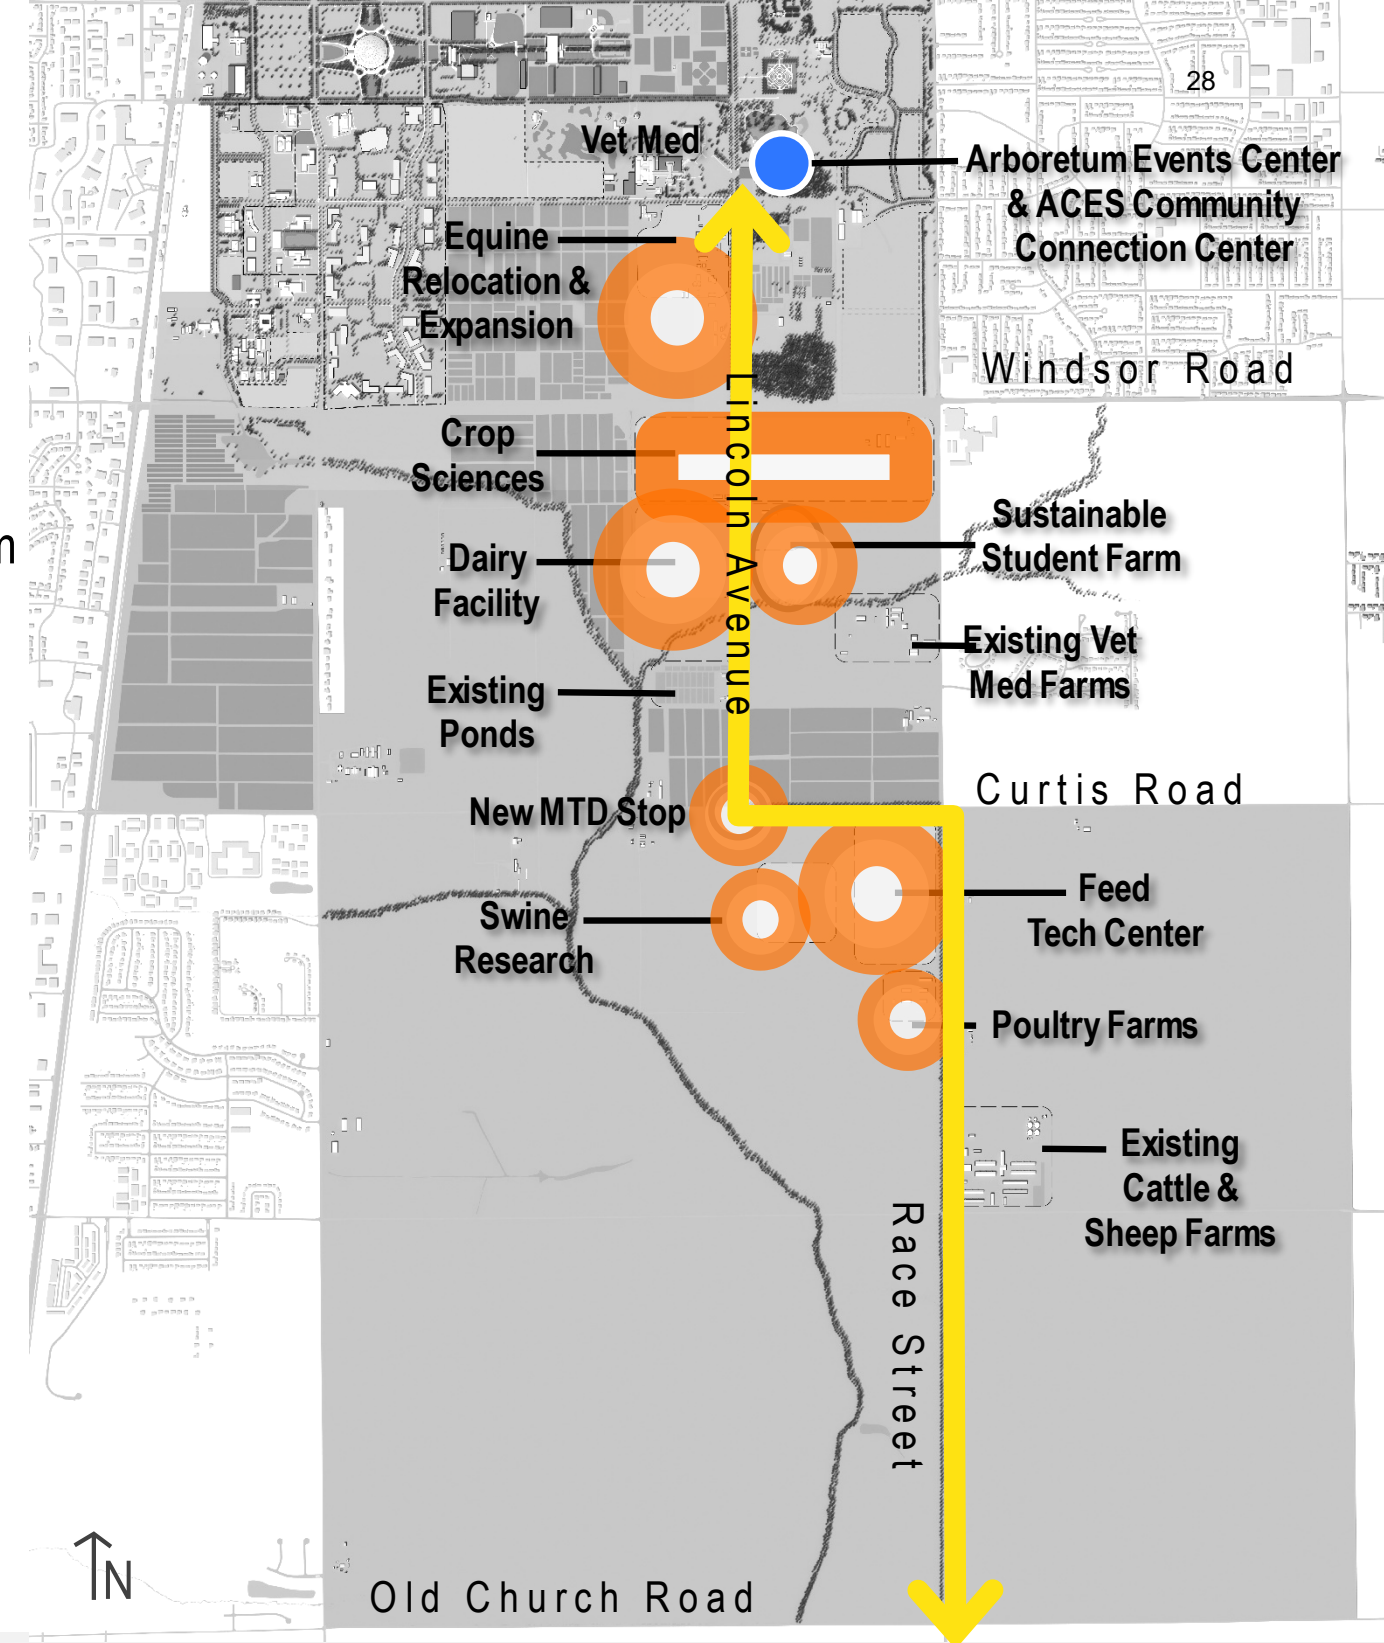 28
Vet Med
Arboretum Events Center
& ACES Community
Connection Center
Equine
Relocation &
Expansion
Windsor Road
Lincoln Avenue
Crop
Sciences
Sustainable
Student Farm
Dairy
Facility
Existing Vet
Med Farms
Existing
Ponds
Curtis Road
New MTD Stop
Feed
Tech Center
Swine
Research
Poultry Farms
Existing
Cattle &
Sheep Farms
Race Street
N
Old Church Road